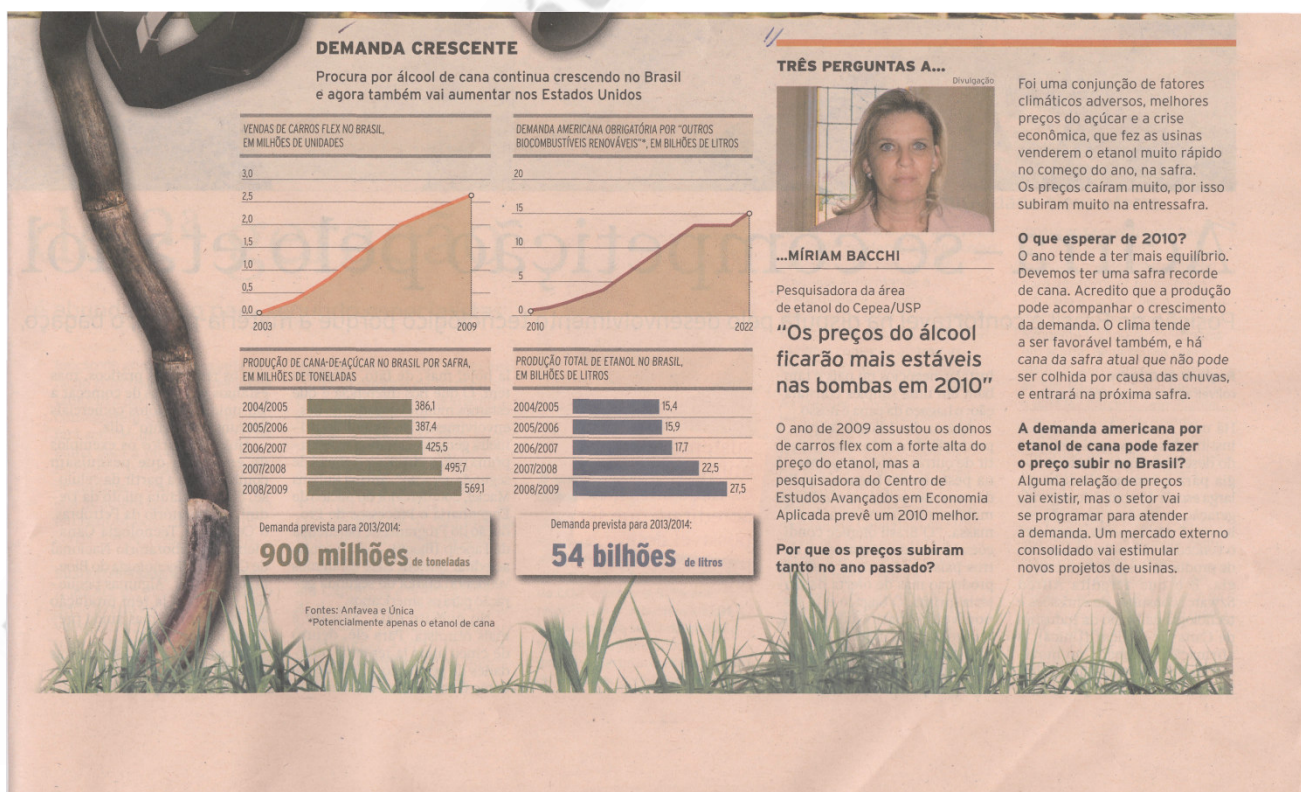 DEMANDA CRESCENTE
Procura por álcool de cana continua crescendo no Brasil
e agora também vai aumentar nos Estados Unidos
VENDAS DE CARROS FLEX NO BRASIL,
EM MILHÕES DE UNIDADES
3,0
2,5
2,0
1,5
1,0
0,5
0,0
2003
2009
DEMANDA AMERICANA OBRIGATÓRIA POR “OUTROS
BIOCOMBUSTÍVEIS RENOVÁVEIS”*, EM BILHÕES DE LITROS
20
15
10
5
0
2010
2022
PRODUÇÃO DE CANA-DE-AÇÚCAR NO BRASIL POR SAFRA,
EM MILHÕES DE TONELADAS
2004/2005 386,1
2005/2006 387,4
2006/2007 425,5
2007/2008 495,7
2008/2009 569,1
Demanda prevista para 2013/2014:
900 milhões de toneladas
PRODUÇÃO TOTAL DE ETANOL NO BRASIL,
EM BILHÕES DE LITROS
2004/2005 15,4
2005/2006 15,9
2006/2007 17,7
2007/2008 22,5
2008/2009 27,5
Demanda prevista para 2013/2014:
54 bilhões de litros
Fontes: Anfavea e Única
*Potencialmente apenas o etanol de cana
TRÊS PERGUNTAS A...
Divulgação
...MÍRIAM BACCHI
Pesquisadora da área
de etanol do Cepea/USP
“Os preços do álcool
ficarão mais estáveis
nas bombas em 2010”
O ano de 2009 assustou os donos
de carros flex com a forte alta do
preço do etanol, mas a
pesquisadora do Centro de
Estudos Avançados em Economia
Aplicada prevê um 2010 melhor.
Por que os preços subiram
tanto no ano passado?
Foi uma conjunção de fatores
climáticos adversos, melhores
preços do açúcar e a crise
econômica, que fez as usinas
venderem o etanol muito rápido
no começo do ano, na safra.
Os preços caíram muito, por isso
subiram muito na entressafra.
O que esperar de 2010?
O ano tende a ter mais equilíbrio.
Devemos ter uma safra recorde
de cana. Acredito que a produção
pode acompanhar o crescimento
da demanda. O clima tende
a ser favorável também, e há
cana da safra atual que não pode
ser colhida por causa das chuvas,
e entrará na próxima safra.
A demanda americana por
etanol de cana pode fazer
o preço subir no Brasil?
Alguma relação de preços
vai existir, mas o setor vai
se programar para atender
a demanda. Um mercado externo
consolidado vai estimular
novos projetos de usinas.